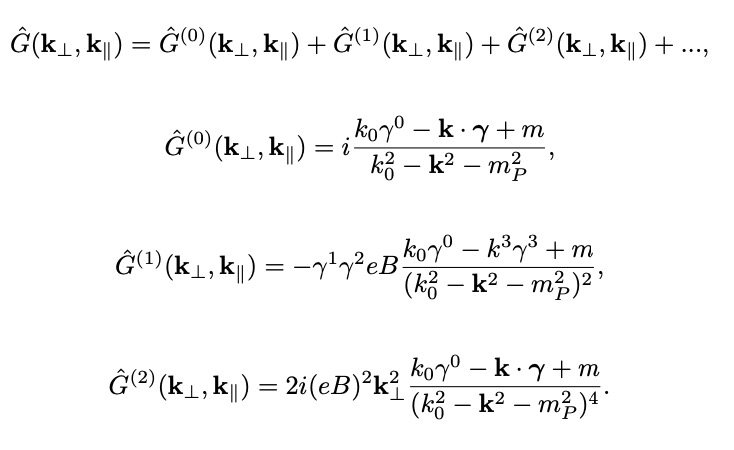 Ĝ(𝐤⊥, 𝐤∥) = Ĝ⁽⁰⁾(𝐤⊥, 𝐤∥) + Ĝ⁽¹⁾(𝐤⊥, 𝐤∥) + Ĝ⁽²⁾(𝐤⊥, 𝐤∥) + ...,
Ĝ⁽⁰⁾(𝐤⊥, 𝐤∥) = i (k₀γ⁰ − 𝐤 · 𝛄 + m)/(k₀² − 𝐤² − m_P²),
Ĝ⁽¹⁾(𝐤⊥, 𝐤∥) = −γ¹γ²eB (k₀γ⁰ − k³γ³ + m)/(k₀² − 𝐤² − m_P²)²,
Ĝ⁽²⁾(𝐤⊥, 𝐤∥) = 2i(eB)²𝐤⊥² (k₀γ⁰ − 𝐤 · 𝛄 + m)/(k₀² − 𝐤² − m_P²)⁴.